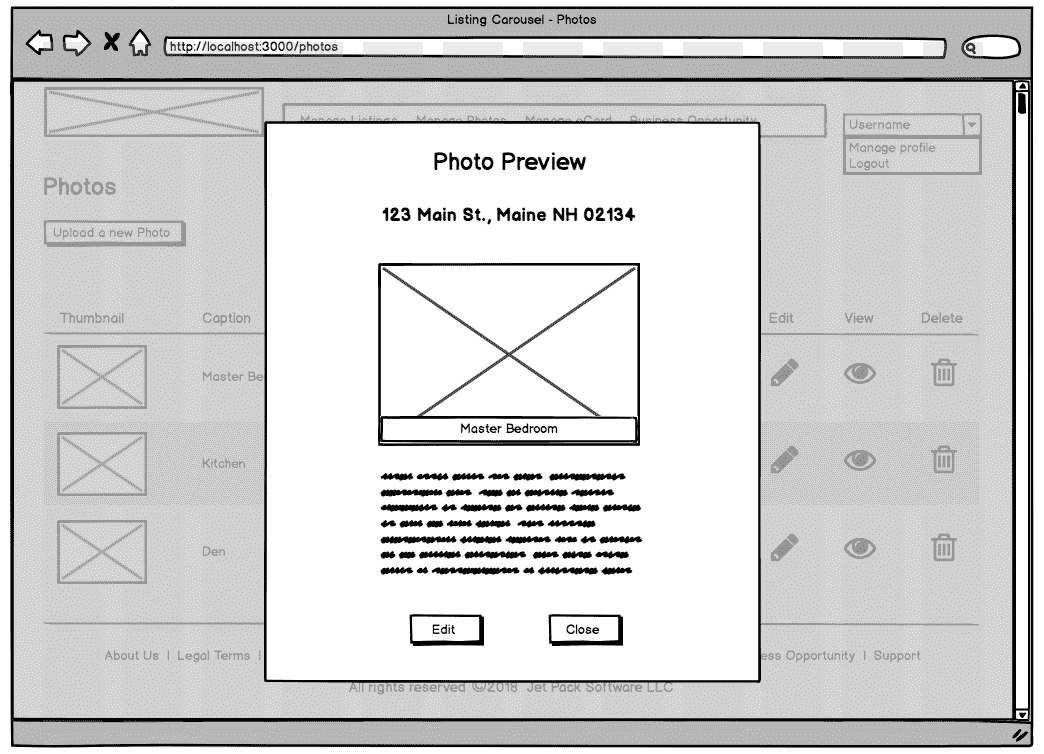 Listing Carousel - Photos
http://localhost:3000/photos
Manage Listings Manage Photos Manage eCard Business Opportunity
Username
Manage profile
Logout
Photos
Upload a new Photo
Photo Preview
123 Main St., Maine NH 02134
Thumbnail Caption Edit View Delete
Master Be
Master Bedroom
Kitchen
Den
Edit Close
About Us | Legal Terms | ess Opportunity | Support
All rights reserved ©2018 Jet Pack Software LLC